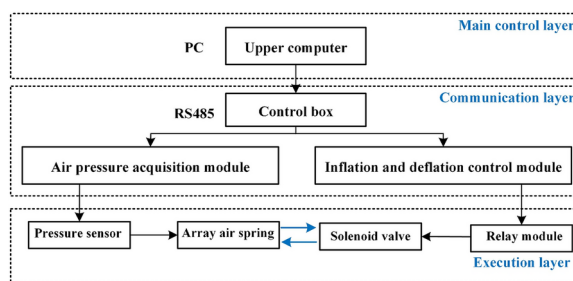 Main control layer
PC
Upper computer
Communication layer
RS485
Control box
Air pressure acquisition module
Inflation and deflation control module
Pressure sensor
Array air spring
Solenoid valve
Relay module
Execution layer